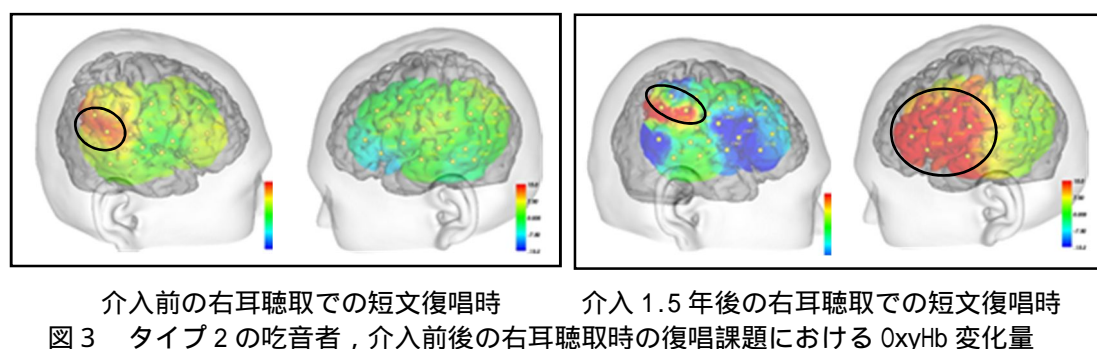 介入前の右耳聴取での短文復唱時
介入 1.5 年後の右耳聴取での短文復唱時
図３ タイプ２の吃音者，介入前後の右耳聴取時の復唱課題における OxyHb 変化量